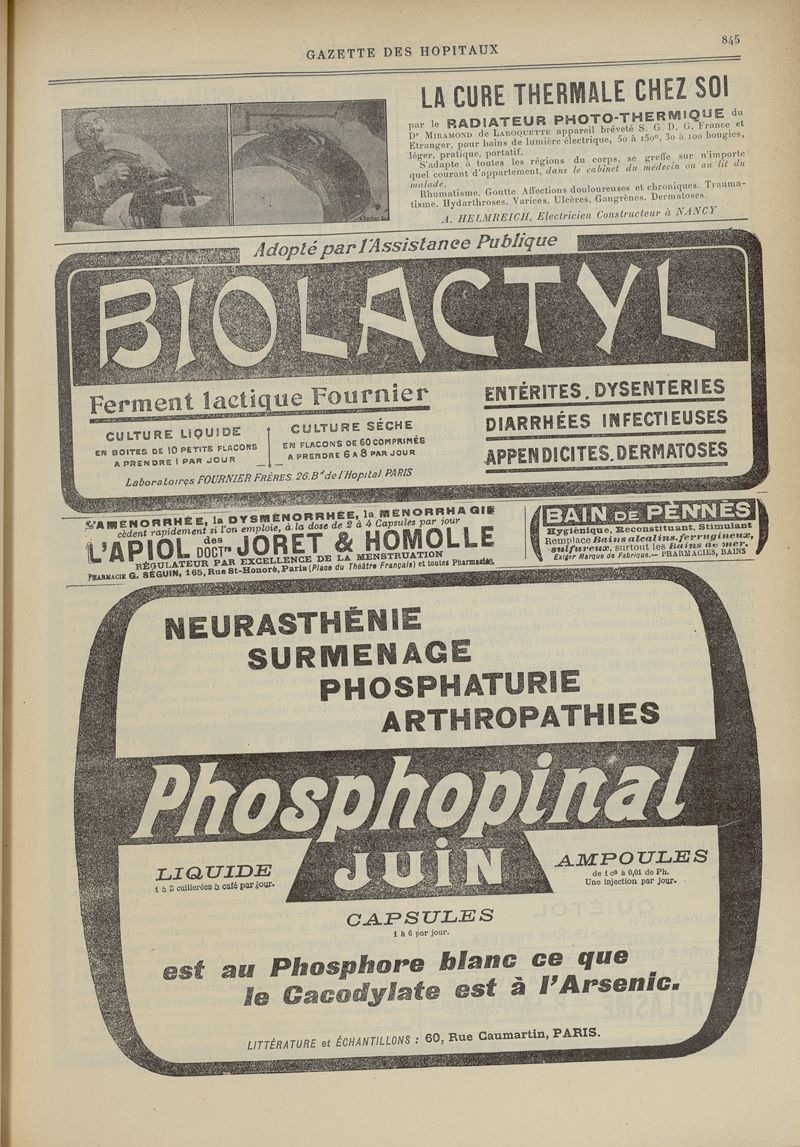 GAZETTE DES HOPITAUX
845
LA CURE THERMALE CHEZ SOI
par le RADIATEUR PHOTO-THERMIQUE du
Dr MIRAMOND de LAROQUETTE appareil bréveté S. G. D. G. France et
Etranger, pour bains de lumière électrique, 50 à 150°, 30 à 100 bougies,
léger, pratique, portatif.
S'adapte à toutes les régions du corps, se greffe sur n'importe
quel courant d'appartement, dans le cabinet du médecin ou au lit du
malade.
Rhumatisme. Goutte. Affections douloureuses et chroniques. Trauma-
tisme. Hydarthroses. Varices. Ulcères. Gangrènes. Dermatoses.
A. HELMREICH, Electricien Constructeur à NANCY
Adopté par l'Assistance Publique
BIOLACTYL
Ferment lactique Fournier
CULTURE LIQUIDE
EN BOITES DE 10 PETITS FLACONS
A PRENDRE 1 PAR JOUR
CULTURE SÉCHE
EN FLACONS DE 60 COMPRIMÉS
A PRENDRE 6 A 8 PAR JOUR
Laboratoires FOURNIER FRÈRES. 26. Bd de l'Hopital PARIS
ENTÉRITES. DYSENTERIES
DIARRHÉES INFECTIEUSES
APPENDICITES. DERMATOSES
L'AMÉNORRHÉE, la DYSMÉNORRHÉE, la MÉNORRHAGIE
cèdent rapidement si l'on emploie, à la dose de 2 à 4 Capsules par jour
L'APIOL des DOCTrs JORET & HOMOLLE
RÉGULATEUR PAR EXCELLENCE DE LA MENSTRUATION
PHARMACIE G. SÉGUIN, 165, Rue St-Honoré, Paris (Place du Théâtre Français) et toutes Pharmacies.
BAIN DE PENNÈS
Hygiénique, Reconstituant, Stimulant
Remplace Bains alcalins, ferrugineux,
sulfureux, surtout les Bains de mer.
Exiger Marque de Fabrique. — PHARMACIES, BAINS
NEURASTHÉNIE
SURMENAGE
PHOSPHATURIE
ARTHROPATHIES
Phosphopinal
JUIN
LIQUIDE
1 à 3 cuillerées à café par jour.
AMPOULES
de 1 cc à 0,01 de Ph.
Une injection par jour.
CAPSULES
1 à 6 par jour.
est au Phosphore blanc ce que
le Cacodylate est à l'Arsenic.
LITTÉRATURE et ÉCHANTILLONS : 60, Rue Caumartin, PARIS.